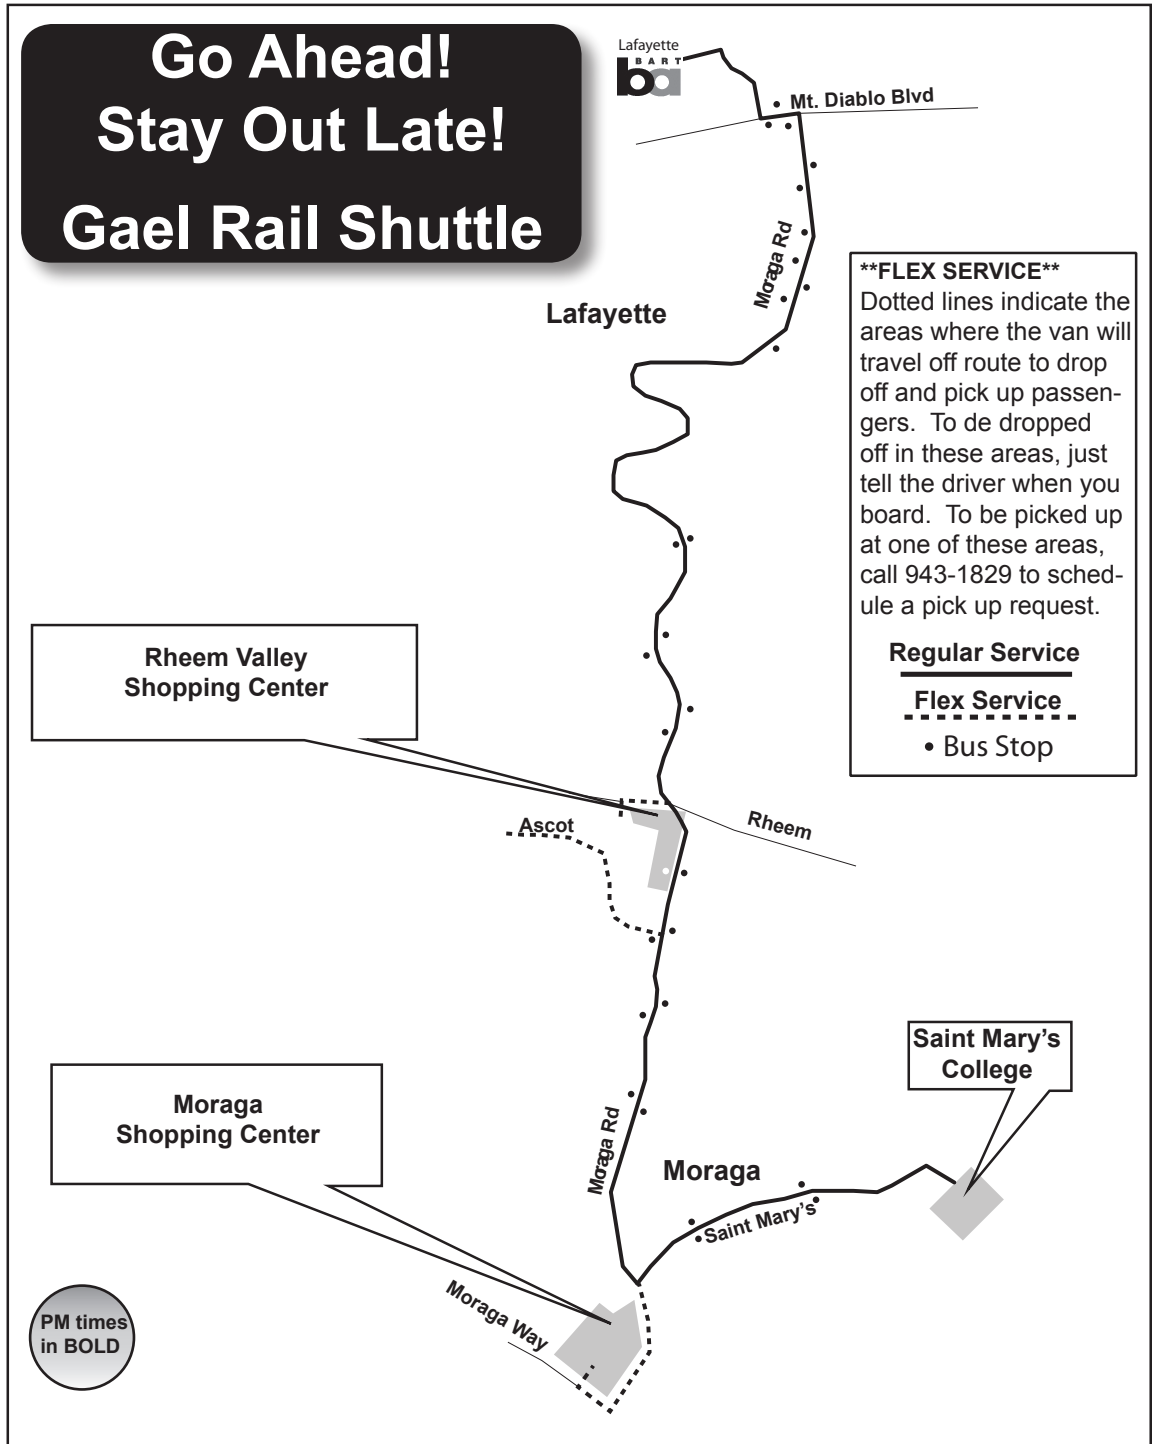 Go Ahead!
Stay Out Late!
Gael Rail Shuttle
Lafayette
BART
ba
Mt. Diablo Blvd
Moraga Rd
Lafayette
**FLEX SERVICE**
Dotted lines indicate the
areas where the van will
travel off route to drop
off and pick up passen-
gers.  To de dropped
off in these areas, just
tell the driver when you
board.  To be picked up
at one of these areas,
call 943-1829 to sched-
ule a pick up request.
Regular Service
Flex Service
• Bus Stop
Rheem Valley
Shopping Center
Ascot
Rheem
Saint Mary's
College
Moraga
Shopping Center
Moraga Rd
Moraga
Saint Mary's
Moraga Way
PM times
in BOLD